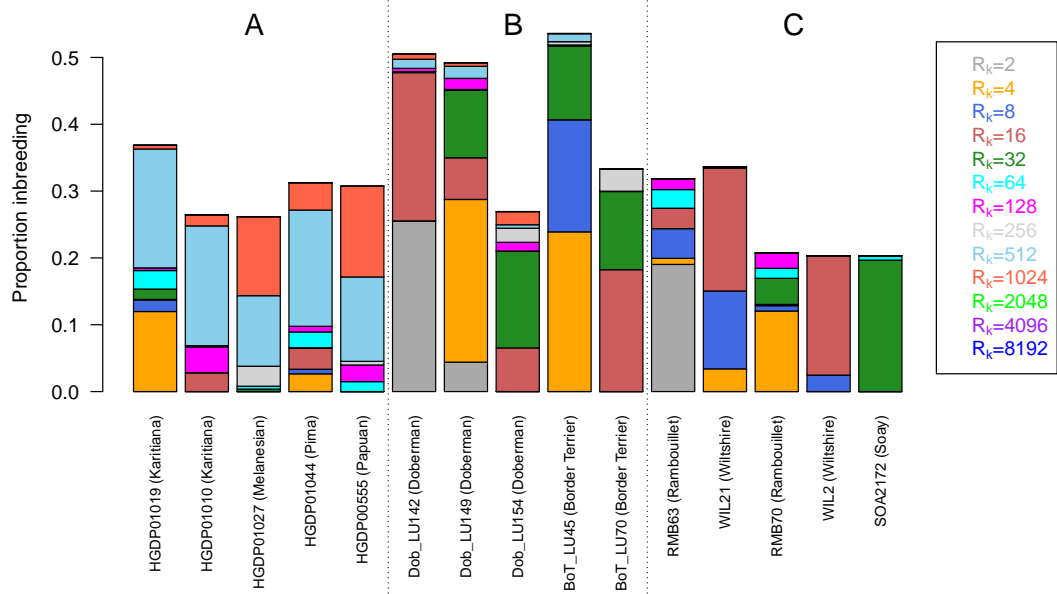 A
B
C
Proportion inbreeding
0.5
0.4
0.3
0.2
0.1
0.0
HGDP01019 (Karitiana)
HGDP01010 (Karitiana)
HGDP01027 (Melanesian)
HGDP01044 (Pima)
HGDP00555 (Papuan)
Dob_LU142 (Doberman)
Dob_LU149 (Doberman)
Dob_LU154 (Doberman)
BoT_LU45 (Border Terrier)
BoT_LU70 (Border Terrier)
RMB63 (Rambouillet)
WIL21 (Wiltshire)
RMB70 (Rambouillet)
WIL2 (Wiltshire)
SOA2172 (Soay)
Rk=2
Rk=4
Rk=8
Rk=16
Rk=32
Rk=64
Rk=128
Rk=256
Rk=512
Rk=1024
Rk=2048
Rk=4096
Rk=8192